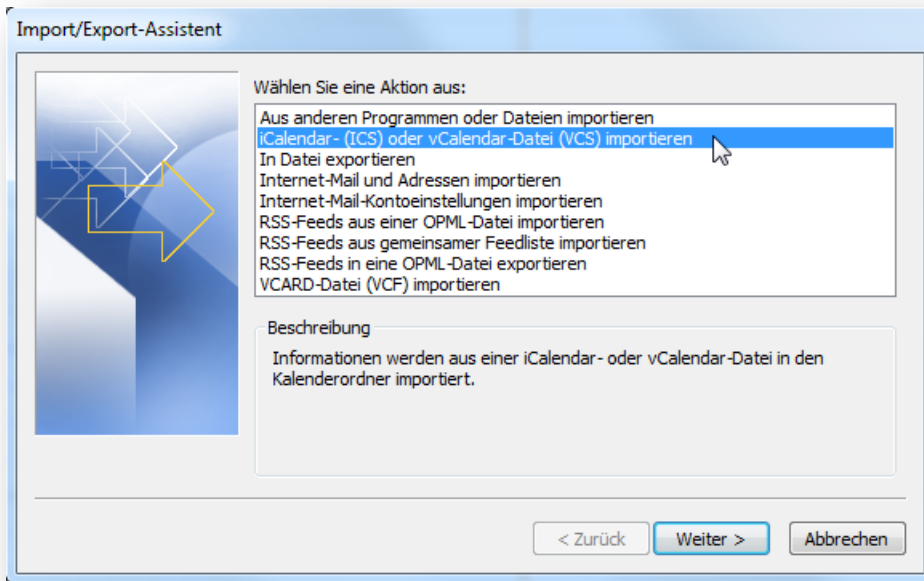 Import/Export-Assistent
Wählen Sie eine Aktion aus:
Aus anderen Programmen oder Dateien importieren
iCalendar- (ICS) oder vCalendar-Datei (VCS) importieren
In Datei exportieren
Internet-Mail und Adressen importieren
Internet-Mail-Kontoeinstellungen importieren
RSS-Feeds aus einer OPML-Datei importieren
RSS-Feeds aus gemeinsamer Feedliste importieren
RSS-Feeds in eine OPML-Datei exportieren
VCARD-Datei (VCF) importieren
Beschreibung
Informationen werden aus einer iCalendar- oder vCalendar-Datei in den
Kalenderordner importiert.
< Zurück
Weiter >
Abbrechen